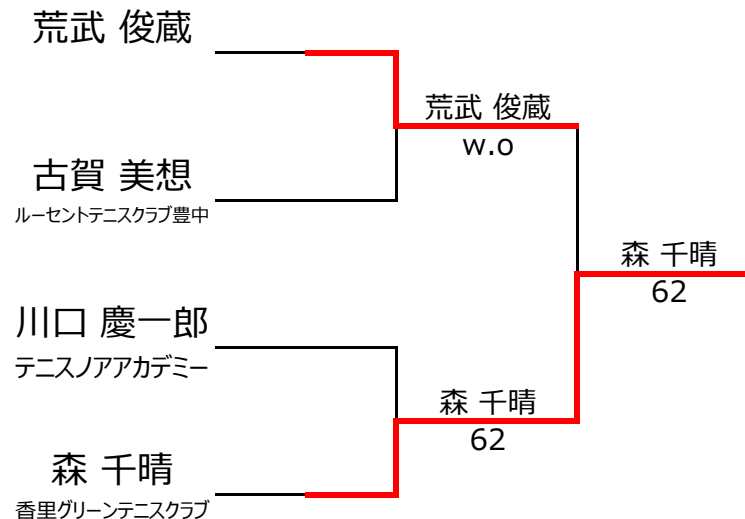 荒武 俊蔵
荒武 俊蔵
w.o
古賀 美想
ルーセントテニスクラブ豊中
森 千晴
62
川口 慶一郎
テニスノアアカデミー
森 千晴
62
森 千晴
香里グリーンテニスクラブ